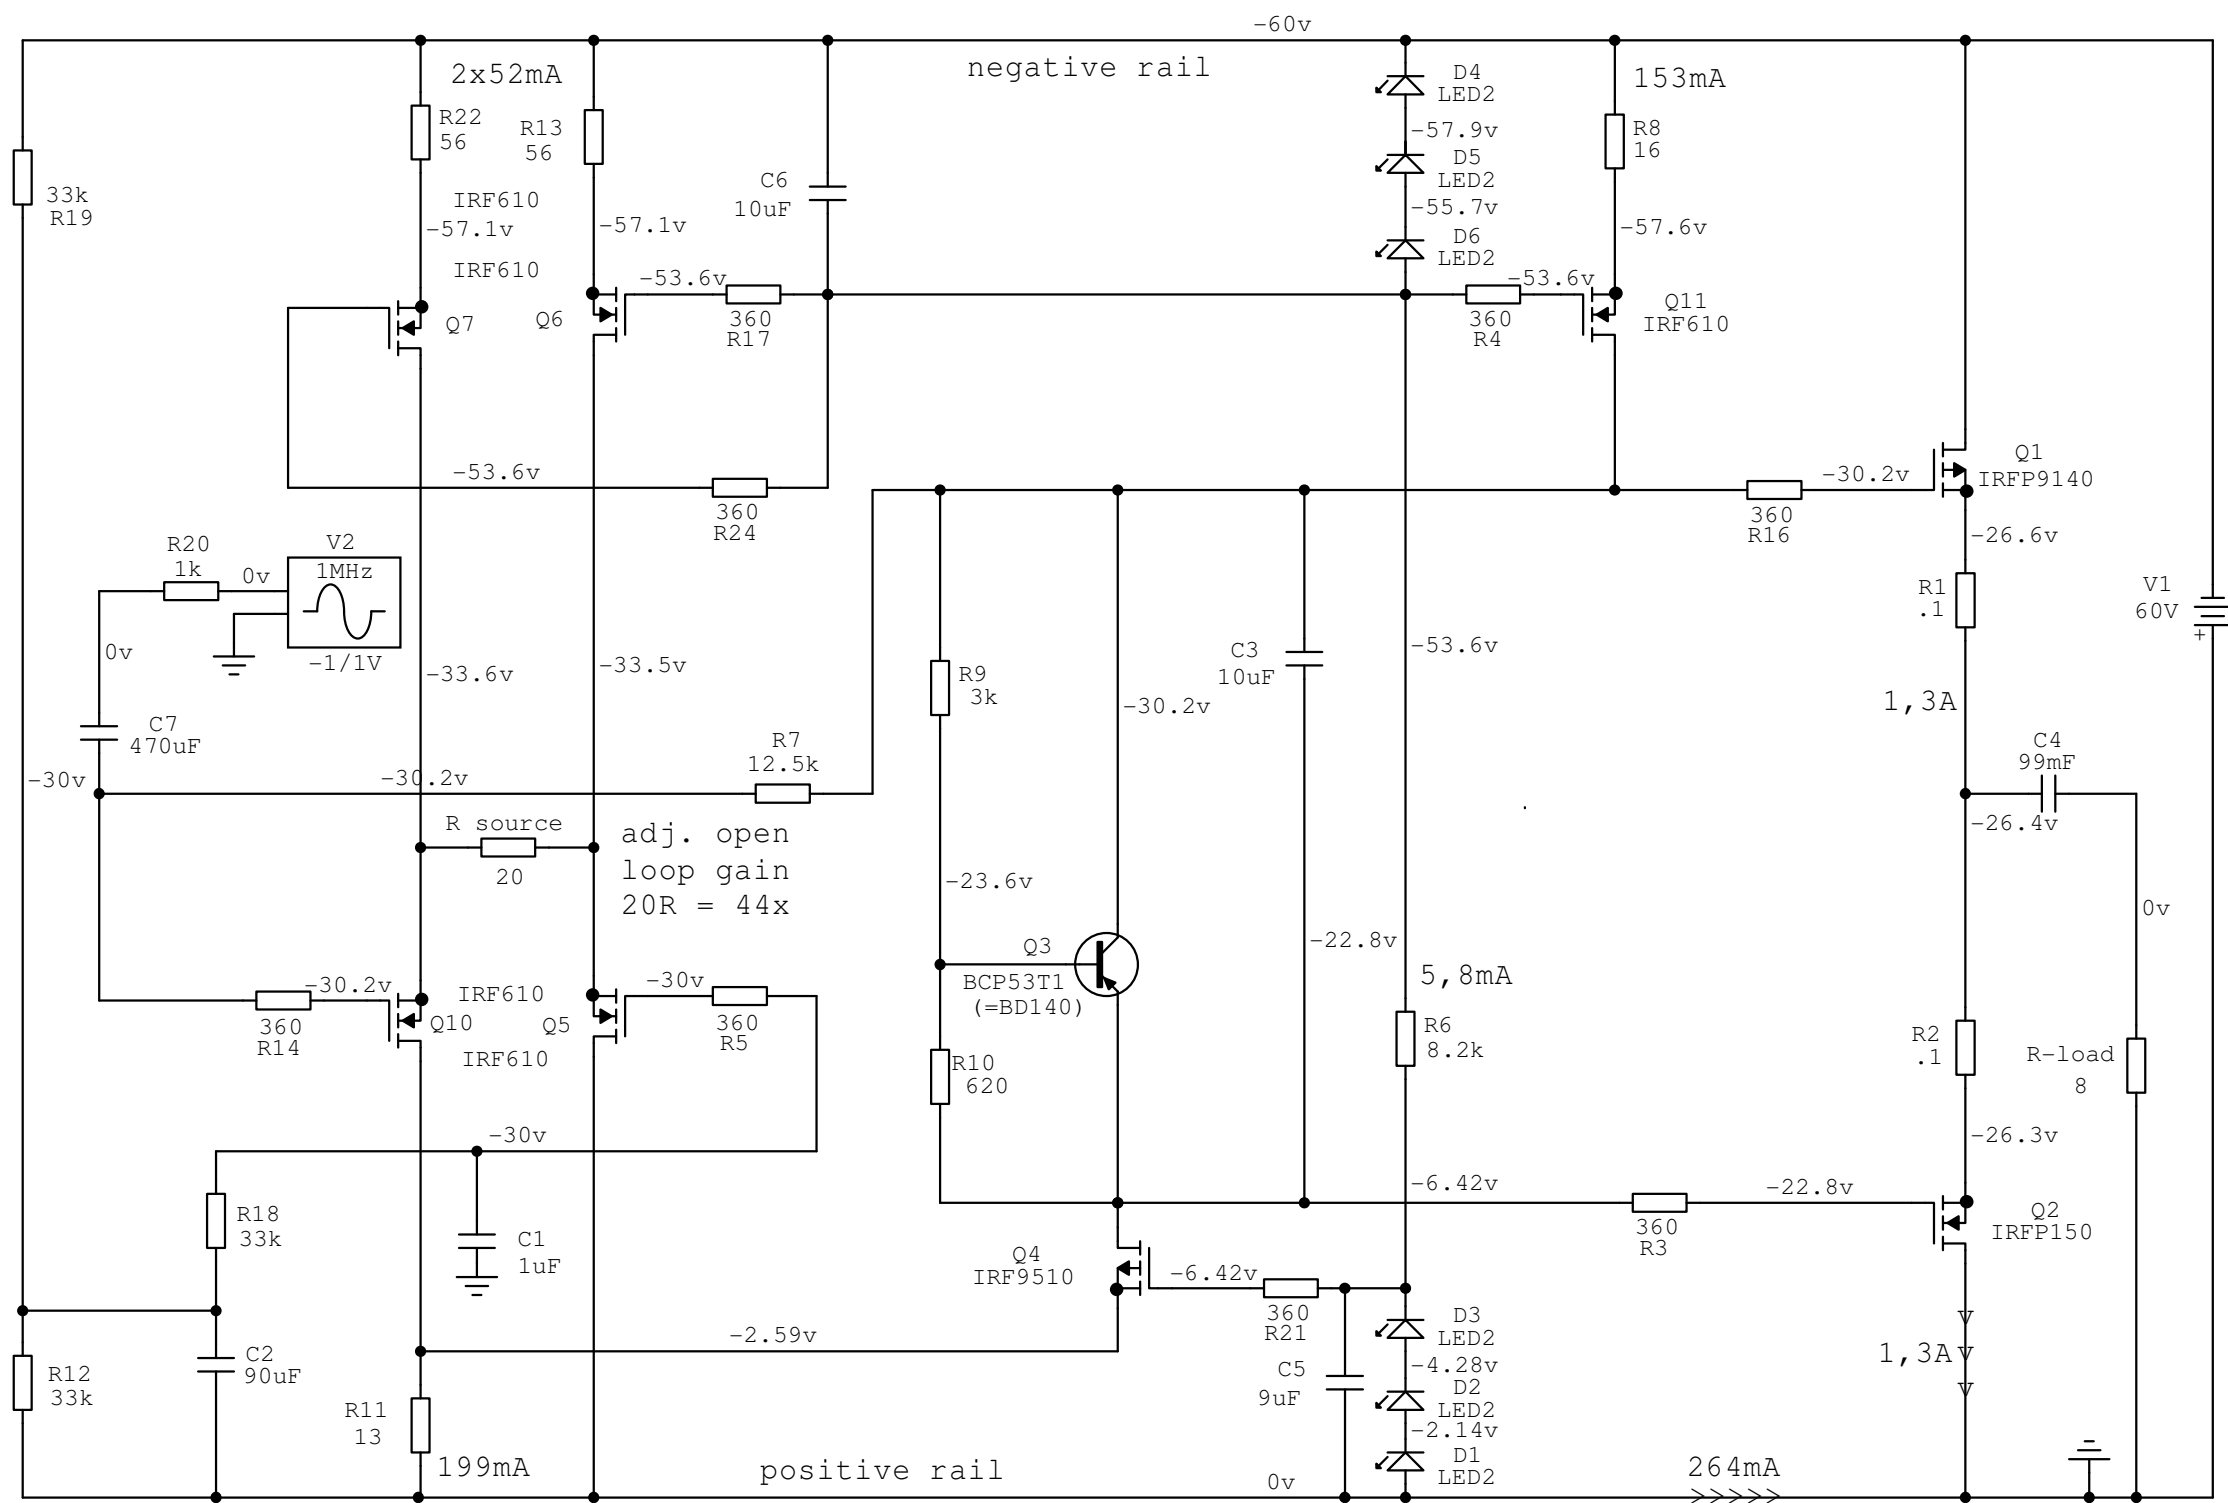 -60v
2x52mA
negative rail
153mA
D4
LED2
R22
56
R13
56
-57.9v
R8
16
D5
LED2
33k
R19
C6
10uF
IRF610
-57.1v
-57.1v
-55.7v
-57.6v
D6
LED2
IRF610
-53.6v
-53.6v
Q7
Q6
360
R17
360
R4
Q11
IRF610
-53.6v
360
R24
-30.2v
Q1
IRFP9140
360
R16
-26.6v
R20
1k
0v
V2
1MHz
-1/1V
0v
R1
.1
V1
60V
+
-33.6v
-33.5v
R9
3k
C3
10uF
-53.6v
-30.2v
1,3A
C7
470uF
R7
12.5k
C4
99mF
-30v
-30.2v
R source
20
adj. open
loop gain
20R = 44x
-26.4v
-23.6v
0v
Q3
BCP53T1
(=BD140)
-22.8v
5,8mA
-30.2v
IRF610
-30v
360
R14
Q10
Q5
360
R5
IRF610
R6
8.2k
R2
.1
R-load
8
R10
620
-30v
-26.3v
-6.42v
-22.8v
R18
33k
C1
1uF
360
R3
Q2
IRFP150
Q4
IRF9510
-6.42v
360
R21
D3
LED2
-2.59v
C2
90uF
R12
33k
C5
9uF
-4.28v
D2
LED2
1,3A
R11
13
-2.14v
D1
LED2
199mA
positive rail
0v
264mA